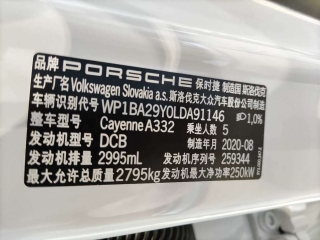 品牌 PORSCHE 保时捷 制造国 斯洛伐克
生产厂名 Volkswagen Slovakia a.s. 斯洛伐克大众汽车股份公司制造
车辆识别代号 WP1BA29Y0LDA91146 1,0%
整车型号 Cayenne A332 乘坐人数 5
发动机型号 DCB 制造年月 2020-08
发动机排量 2995mL 发动机号 259344
最大允许总质量 2795kg 发动机最大净功率 250kW